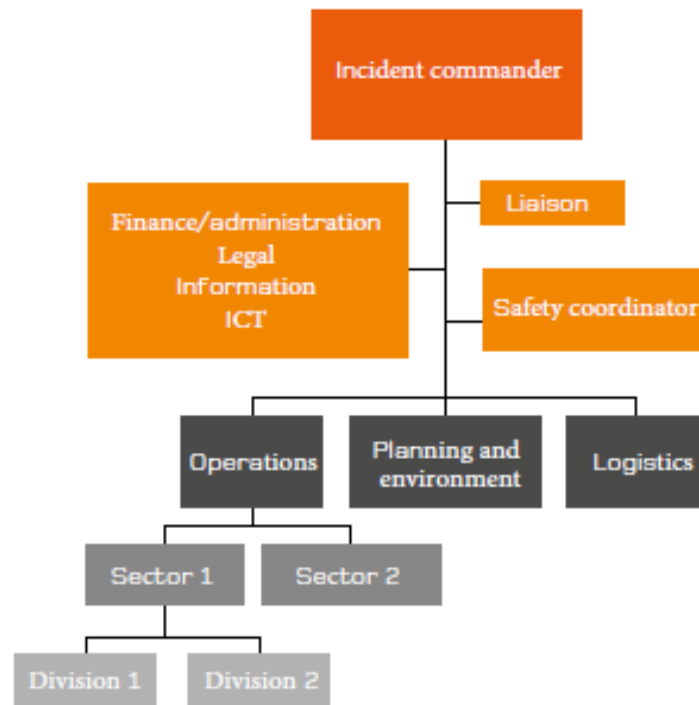 Incident commander
Liaison
Finance/administration
Legal
Information
ICT
Safety coordinator
Operations
Planning and
environment
Logistics
Sector 1
Sector 2
Division 1
Division 2